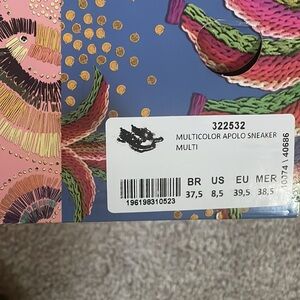 322532
MULTICOLOR APOLO SNEAKER
MULTI
BR US EU MER
37,5 8,5 39,5 38,5
196198310523